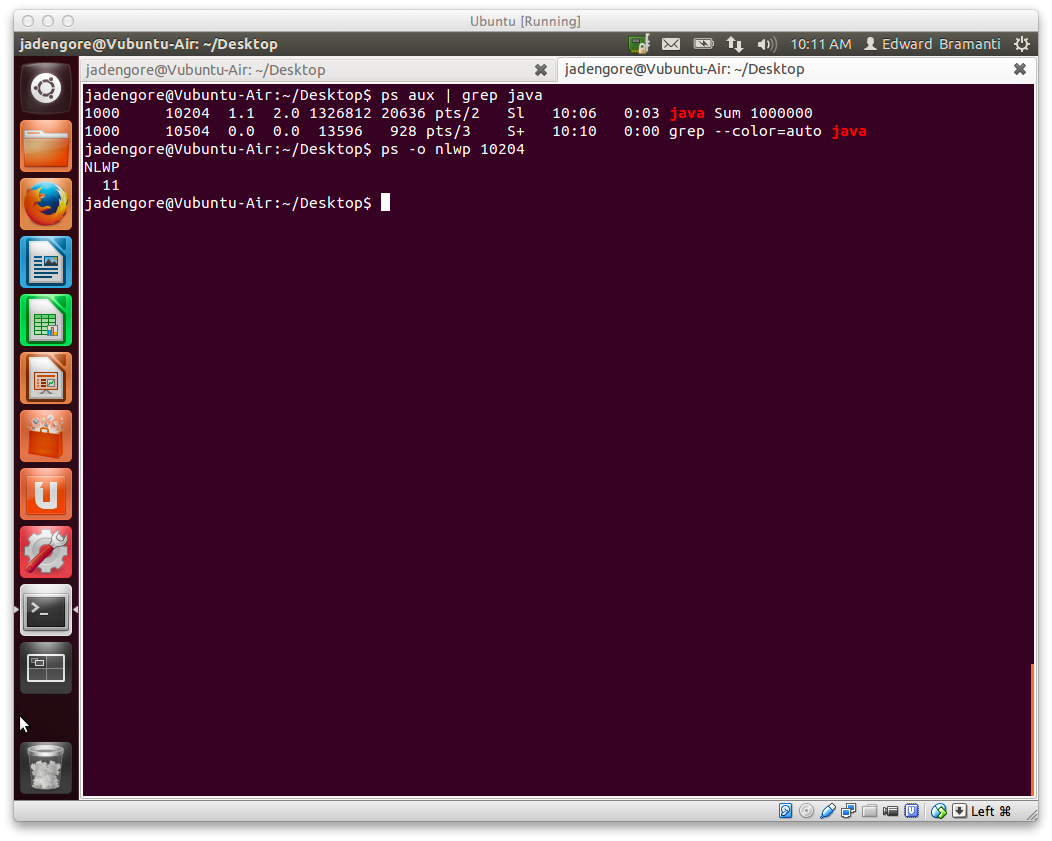 Ubuntu [Running]
jadengore@Vubuntu-Air: ~/Desktop 10:11 AM Edward Bramanti
jadengore@Vubuntu-Air: ~/Desktop jadengore@Vubuntu-Air: ~/Desktop
jadengore@Vubuntu-Air:~/Desktop$ ps aux | grep java
1000 10204 1.1 2.0 1326812 20636 pts/2 Sl 10:06 0:03 java Sum 1000000
1000 10504 0.0 0.0 13596 928 pts/3 S+ 10:10 0:00 grep --color=auto java
jadengore@Vubuntu-Air:~/Desktop$ ps -o nlwp 10204
NLWP
11
jadengore@Vubuntu-Air:~/Desktop$
Left ⌘